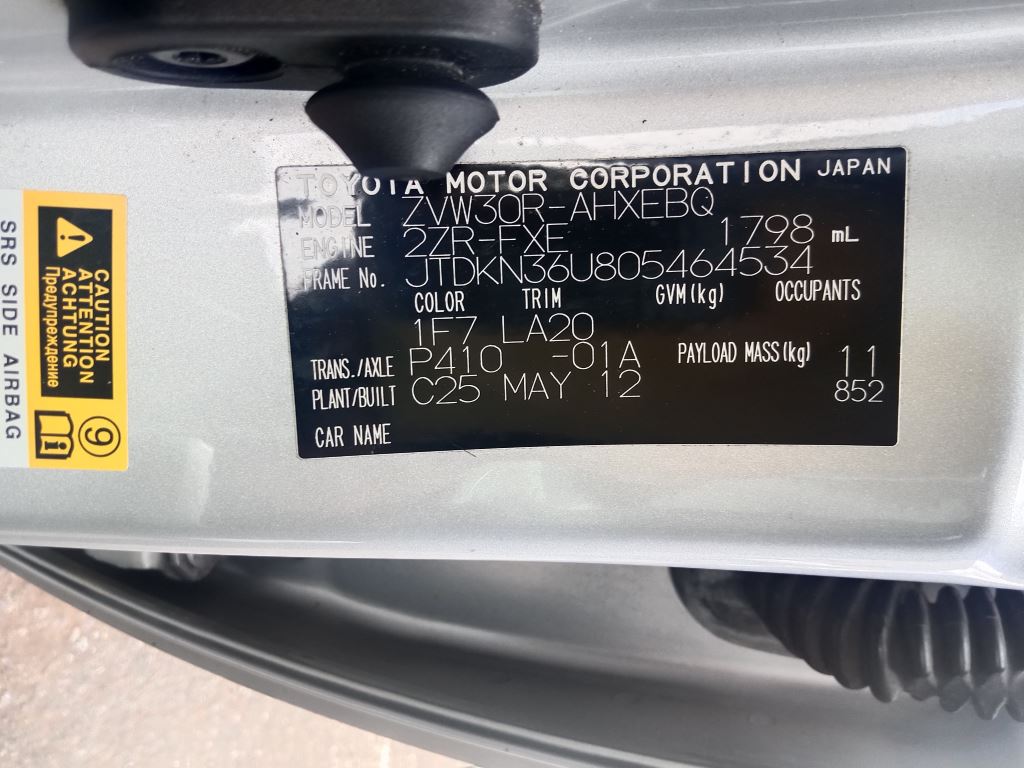 TOYOTA MOTOR CORPORATION JAPAN
MODEL ZVW30R-AHXEBQ
ENGINE 2ZR-FXE 1798 mL
FRAME No. JTDKN36U805464534
COLOR TRIM GVM(kg) OCCUPANTS
1F7 LA20
TRANS./AXLE P410 -01A PAYLOAD MASS(kg) 11
PLANT/BUILT C25 MAY 12 852
CAR NAME
CAUTION
ATTENTION
ACHTUNG
Предупреждение
9
i
SRS SIDE AIRBAG